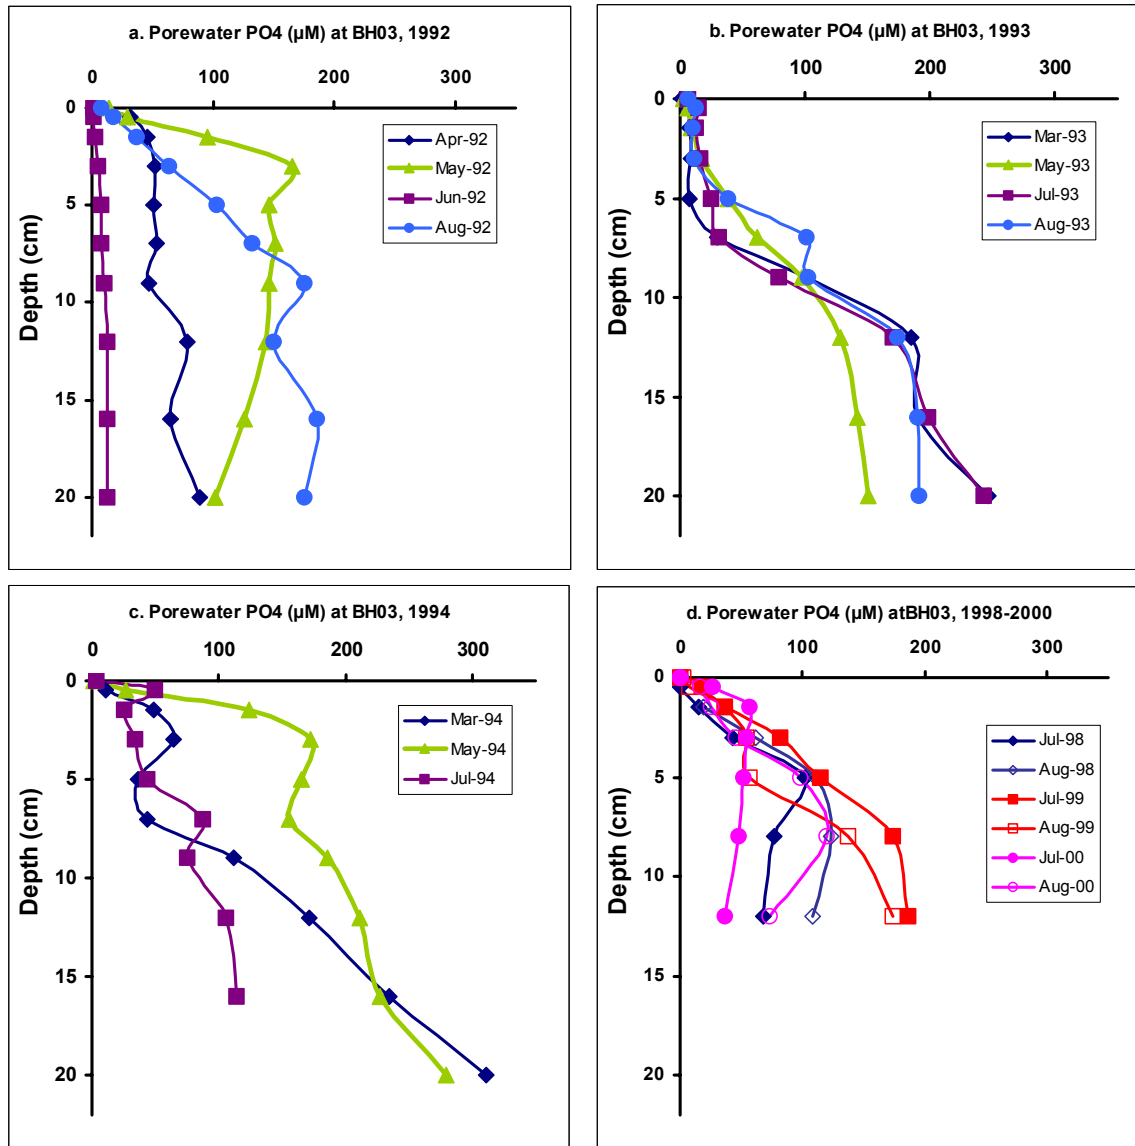 a. Porewater PO4 (µM) at BH03, 1992
0 100 200 300
0
5
10
15
20
Depth (cm)
Apr-92
May-92
Jun-92
Aug-92
b. Porewater PO4 (µM) at BH03, 1993
0 100 200 300
0
5
10
15
20
Depth (cm)
Mar-93
May-93
Jul-93
Aug-93
c. Porewater PO4 (µM) at BH03, 1994
0 100 200 300
0
5
10
15
20
Depth (cm)
Mar-94
May-94
Jul-94
d. Porewater PO4 (µM) atBH03, 1998-2000
0 100 200 300
0
5
10
15
20
Depth (cm)
Jul-98
Aug-98
Jul-99
Aug-99
Jul-00
Aug-00